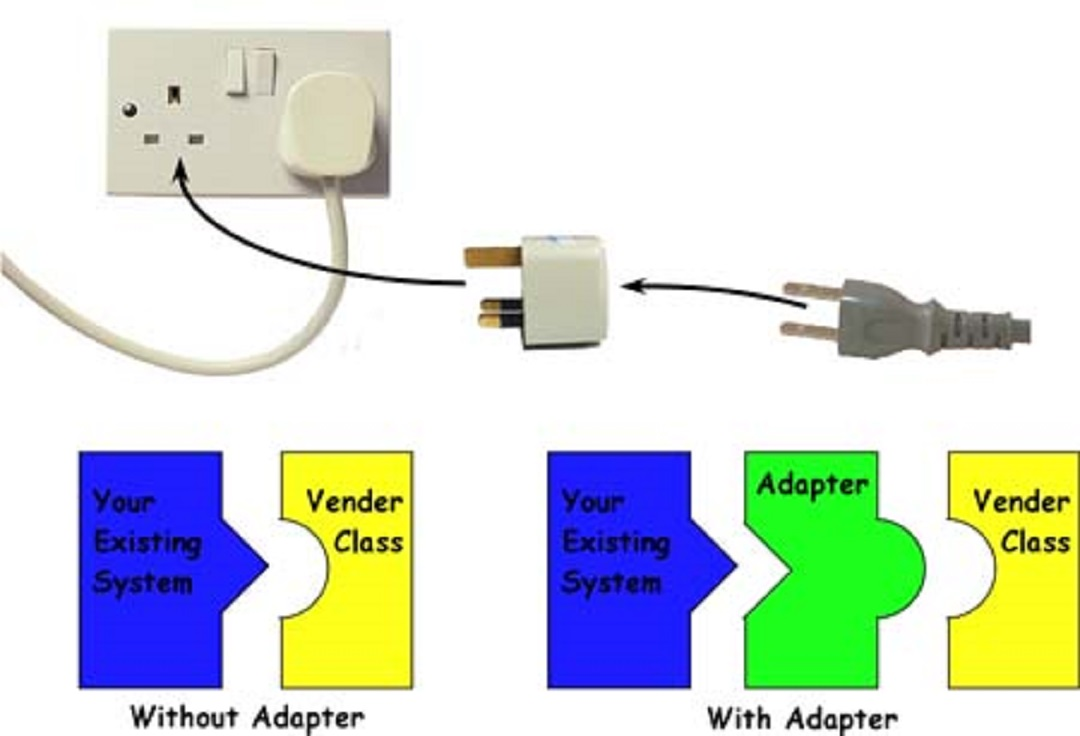 Your
Existing
System
Vender
Class
Your
Existing
System
Adapter
Vender
Class
Without Adapter
With Adapter